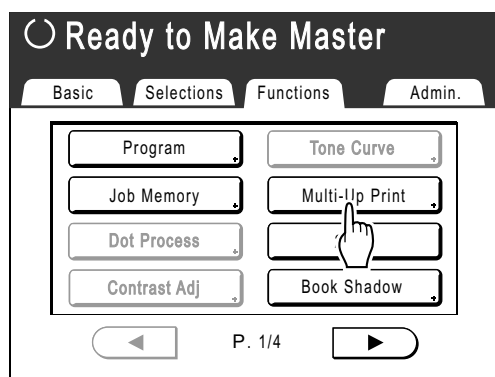 Ready to Make Master
Basic Selections Functions Admin.
Program Tone Curve
Job Memory Multi-Up Print
Dot Process
Contrast Adj Book Shadow
P. 1/4